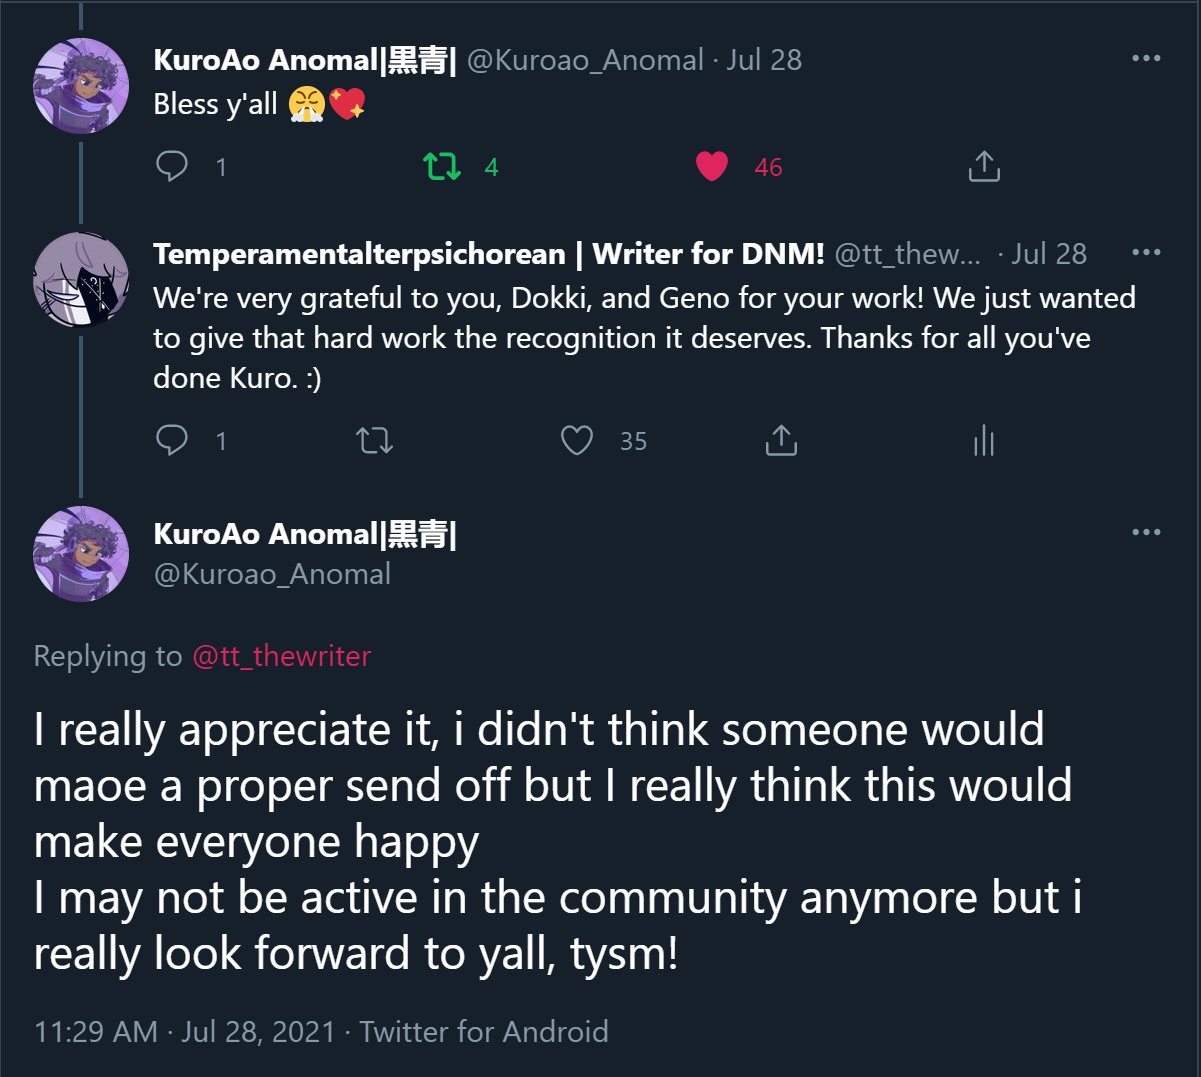 KuroAo Anomal|黒青| @Kuroao_Anomal · Jul 28
Bless y'all 😤💖
1 4 46
Temperamentalterpsichorean | Writer for DNM! @tt_thew... · Jul 28
We're very grateful to you, Dokki, and Geno for your work! We just wanted
to give that hard work the recognition it deserves. Thanks for all you've
done Kuro. :)
1 35
KuroAo Anomal|黒青|
@Kuroao_Anomal
Replying to @tt_thewriter
I really appreciate it, i didn't think someone would
maoe a proper send off but I really think this would
make everyone happy
I may not be active in the community anymore but i
really look forward to yall, tysm!
11:29 AM · Jul 28, 2021 · Twitter for Android